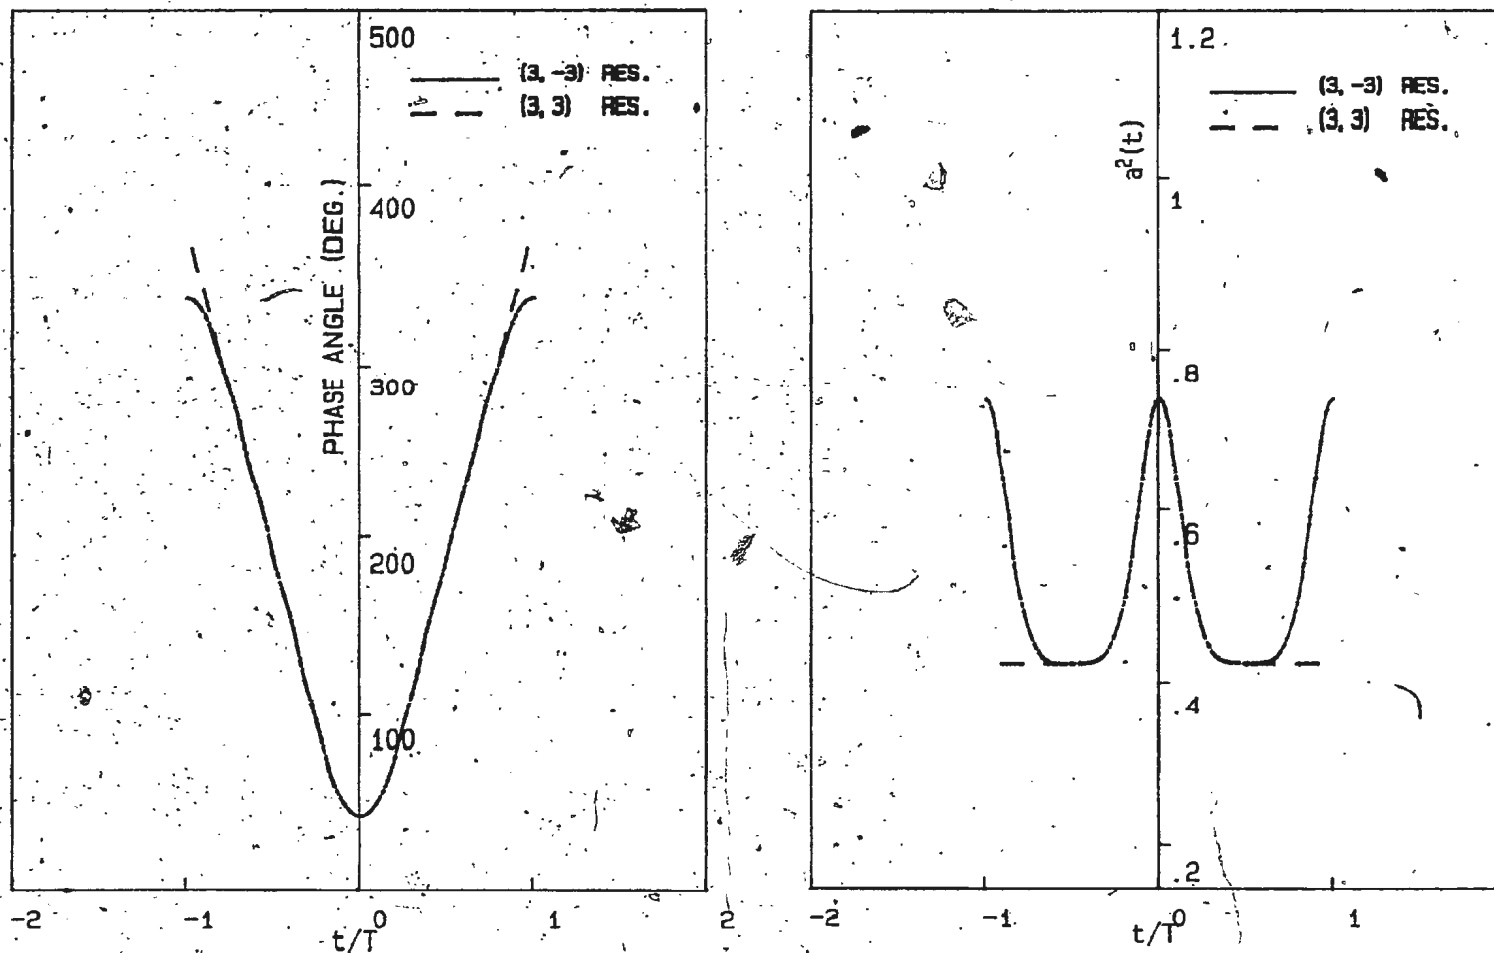 500
(3,-3) RES.
(3,3) RES.
400
300
200
100
PHASE ANGLE (DEG.)
-2 -1 0 1 2
t/T
1.2
(3,-3) RES.
(3,3) RES.
a²(t)
1
.8
.6
.4
.2
-2 -1 0 1
t/T